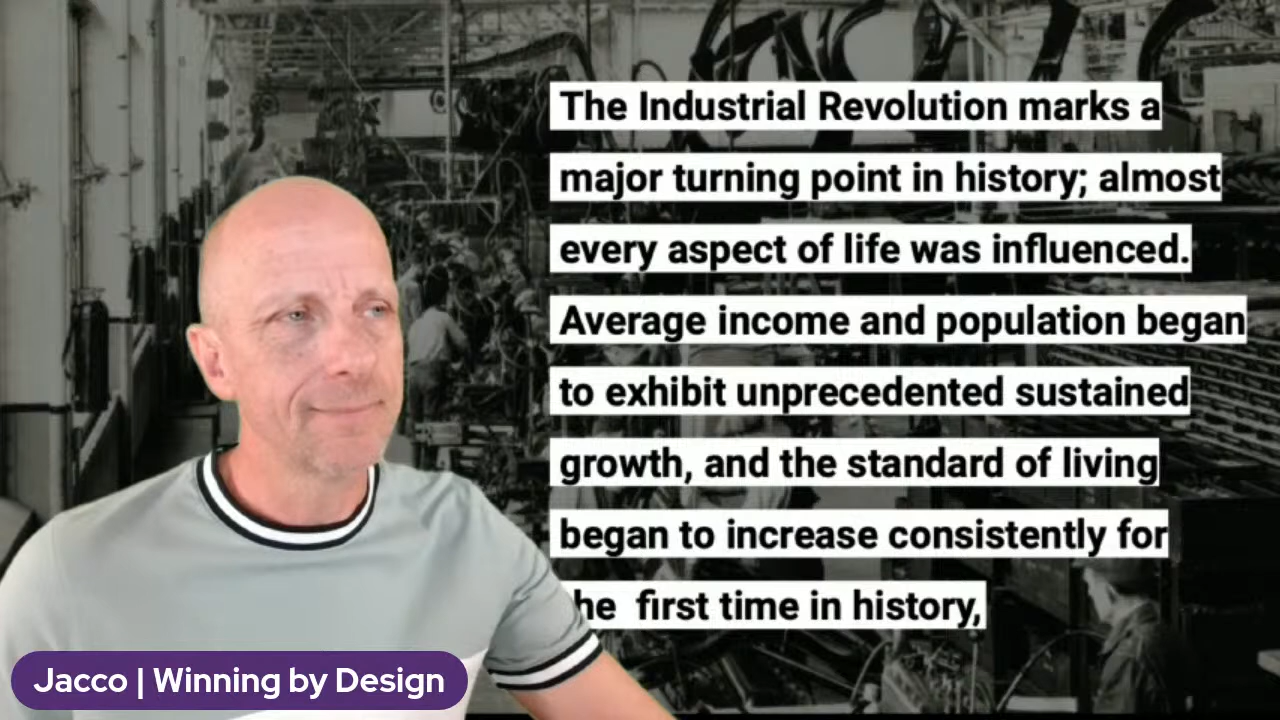 The Industrial Revolution marks a
major turning point in history; almost
every aspect of life was influenced.
Average income and population began
to exhibit unprecedented sustained
growth, and the standard of living
began to increase consistently for
he first time in history,
Jacco | Winning by Design